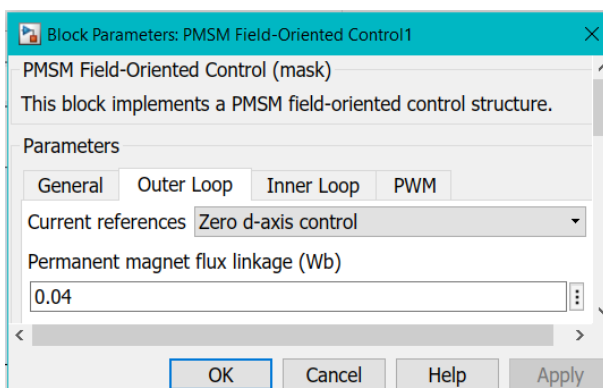 Block Parameters: PMSM Field-Oriented Control1
PMSM Field-Oriented Control (mask)
This block implements a PMSM field-oriented control structure.
Parameters
General Outer Loop Inner Loop PWM
Current references Zero d-axis control
Permanent magnet flux linkage (Wb)
0.04
OK Cancel Help Apply